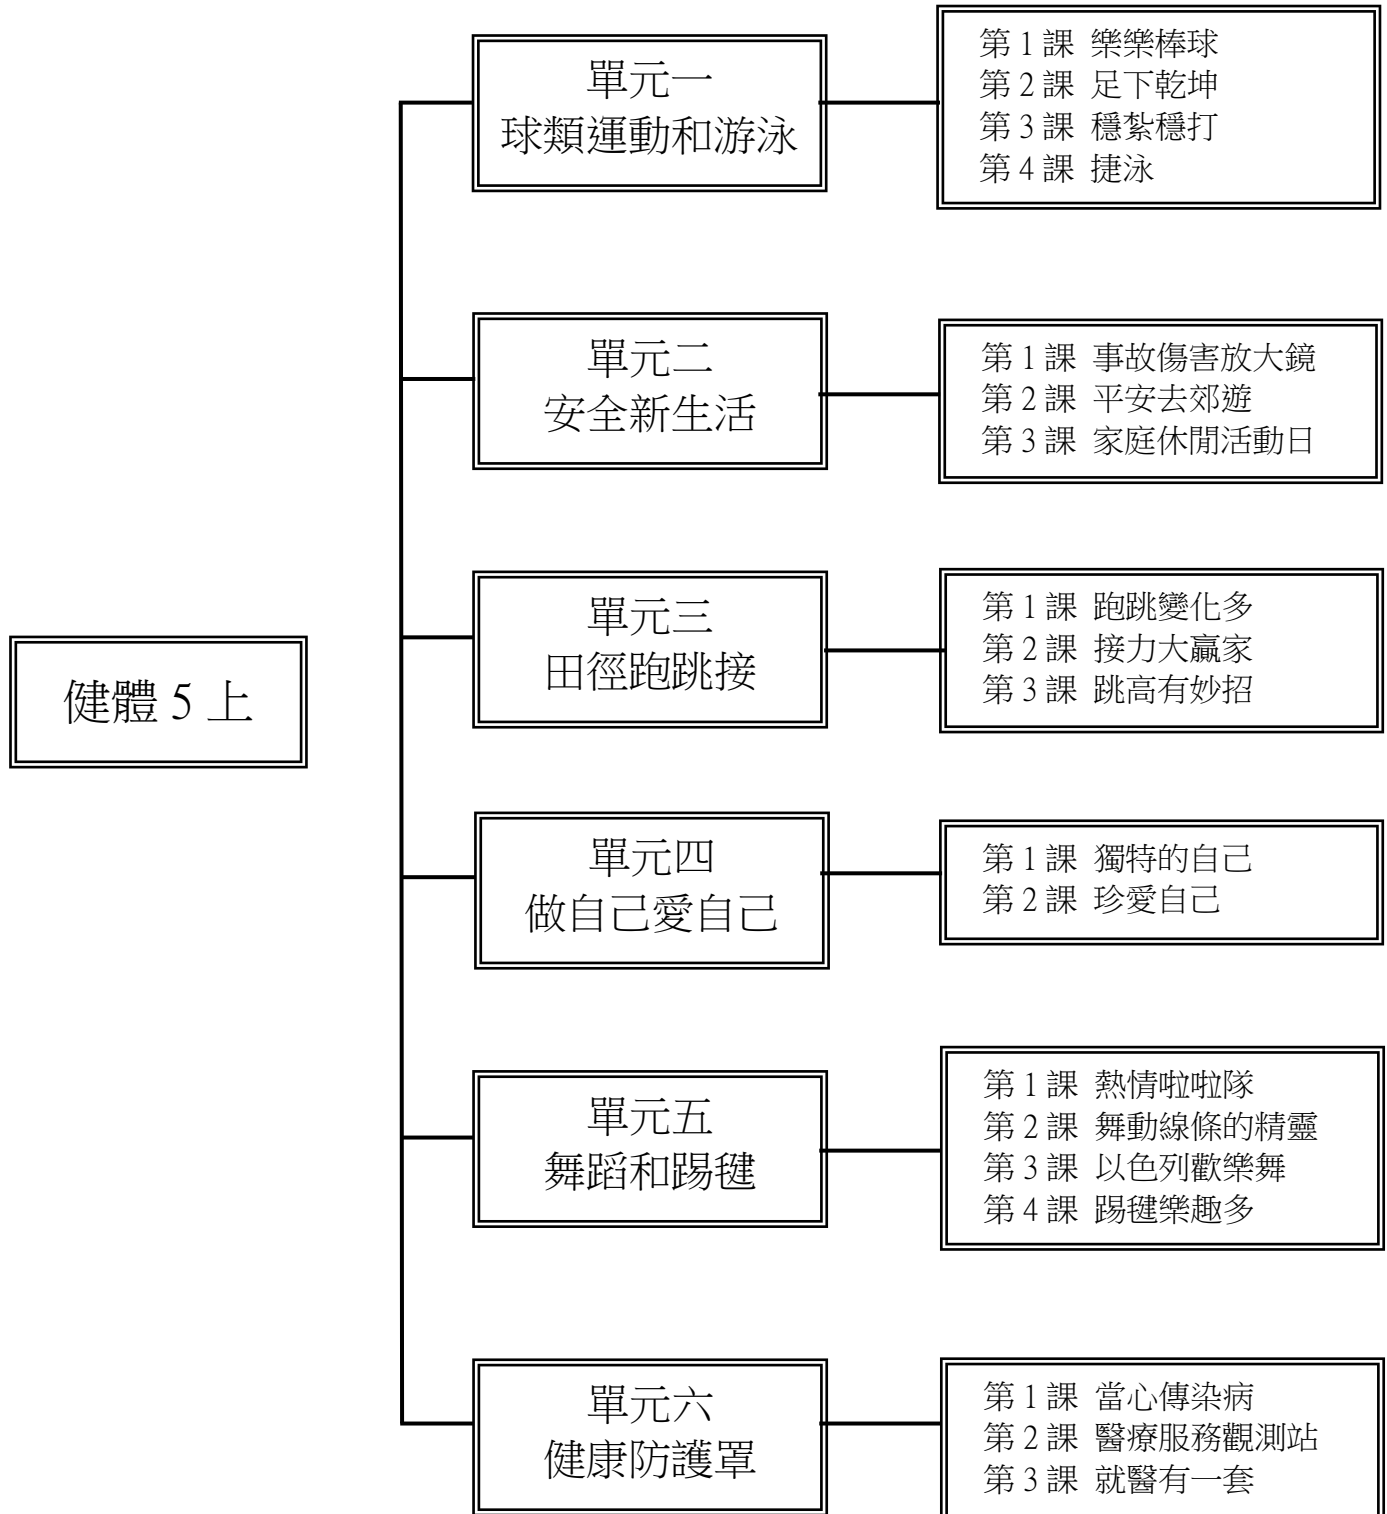 健體 5 上
單元一
球類運動和游泳
第 1 課 樂樂棒球
第 2 課 足下乾坤
第 3 課 穩紮穩打
第 4 課 捷泳
單元二
安全新生活
第 1 課 事故傷害放大鏡
第 2 課 平安去郊遊
第 3 課 家庭休閒活動日
單元三
田徑跑跳接
第 1 課 跑跳變化多
第 2 課 接力大贏家
第 3 課 跳高有妙招
單元四
做自己愛自己
第 1 課 獨特的自己
第 2 課 珍愛自己
單元五
舞蹈和踢毽
第 1 課 熱情啦啦隊
第 2 課 舞動線條的精靈
第 3 課 以色列歡樂舞
第 4 課 踢毽樂趣多
單元六
健康防護罩
第 1 課 當心傳染病
第 2 課 醫療服務觀測站
第 3 課 就醫有一套